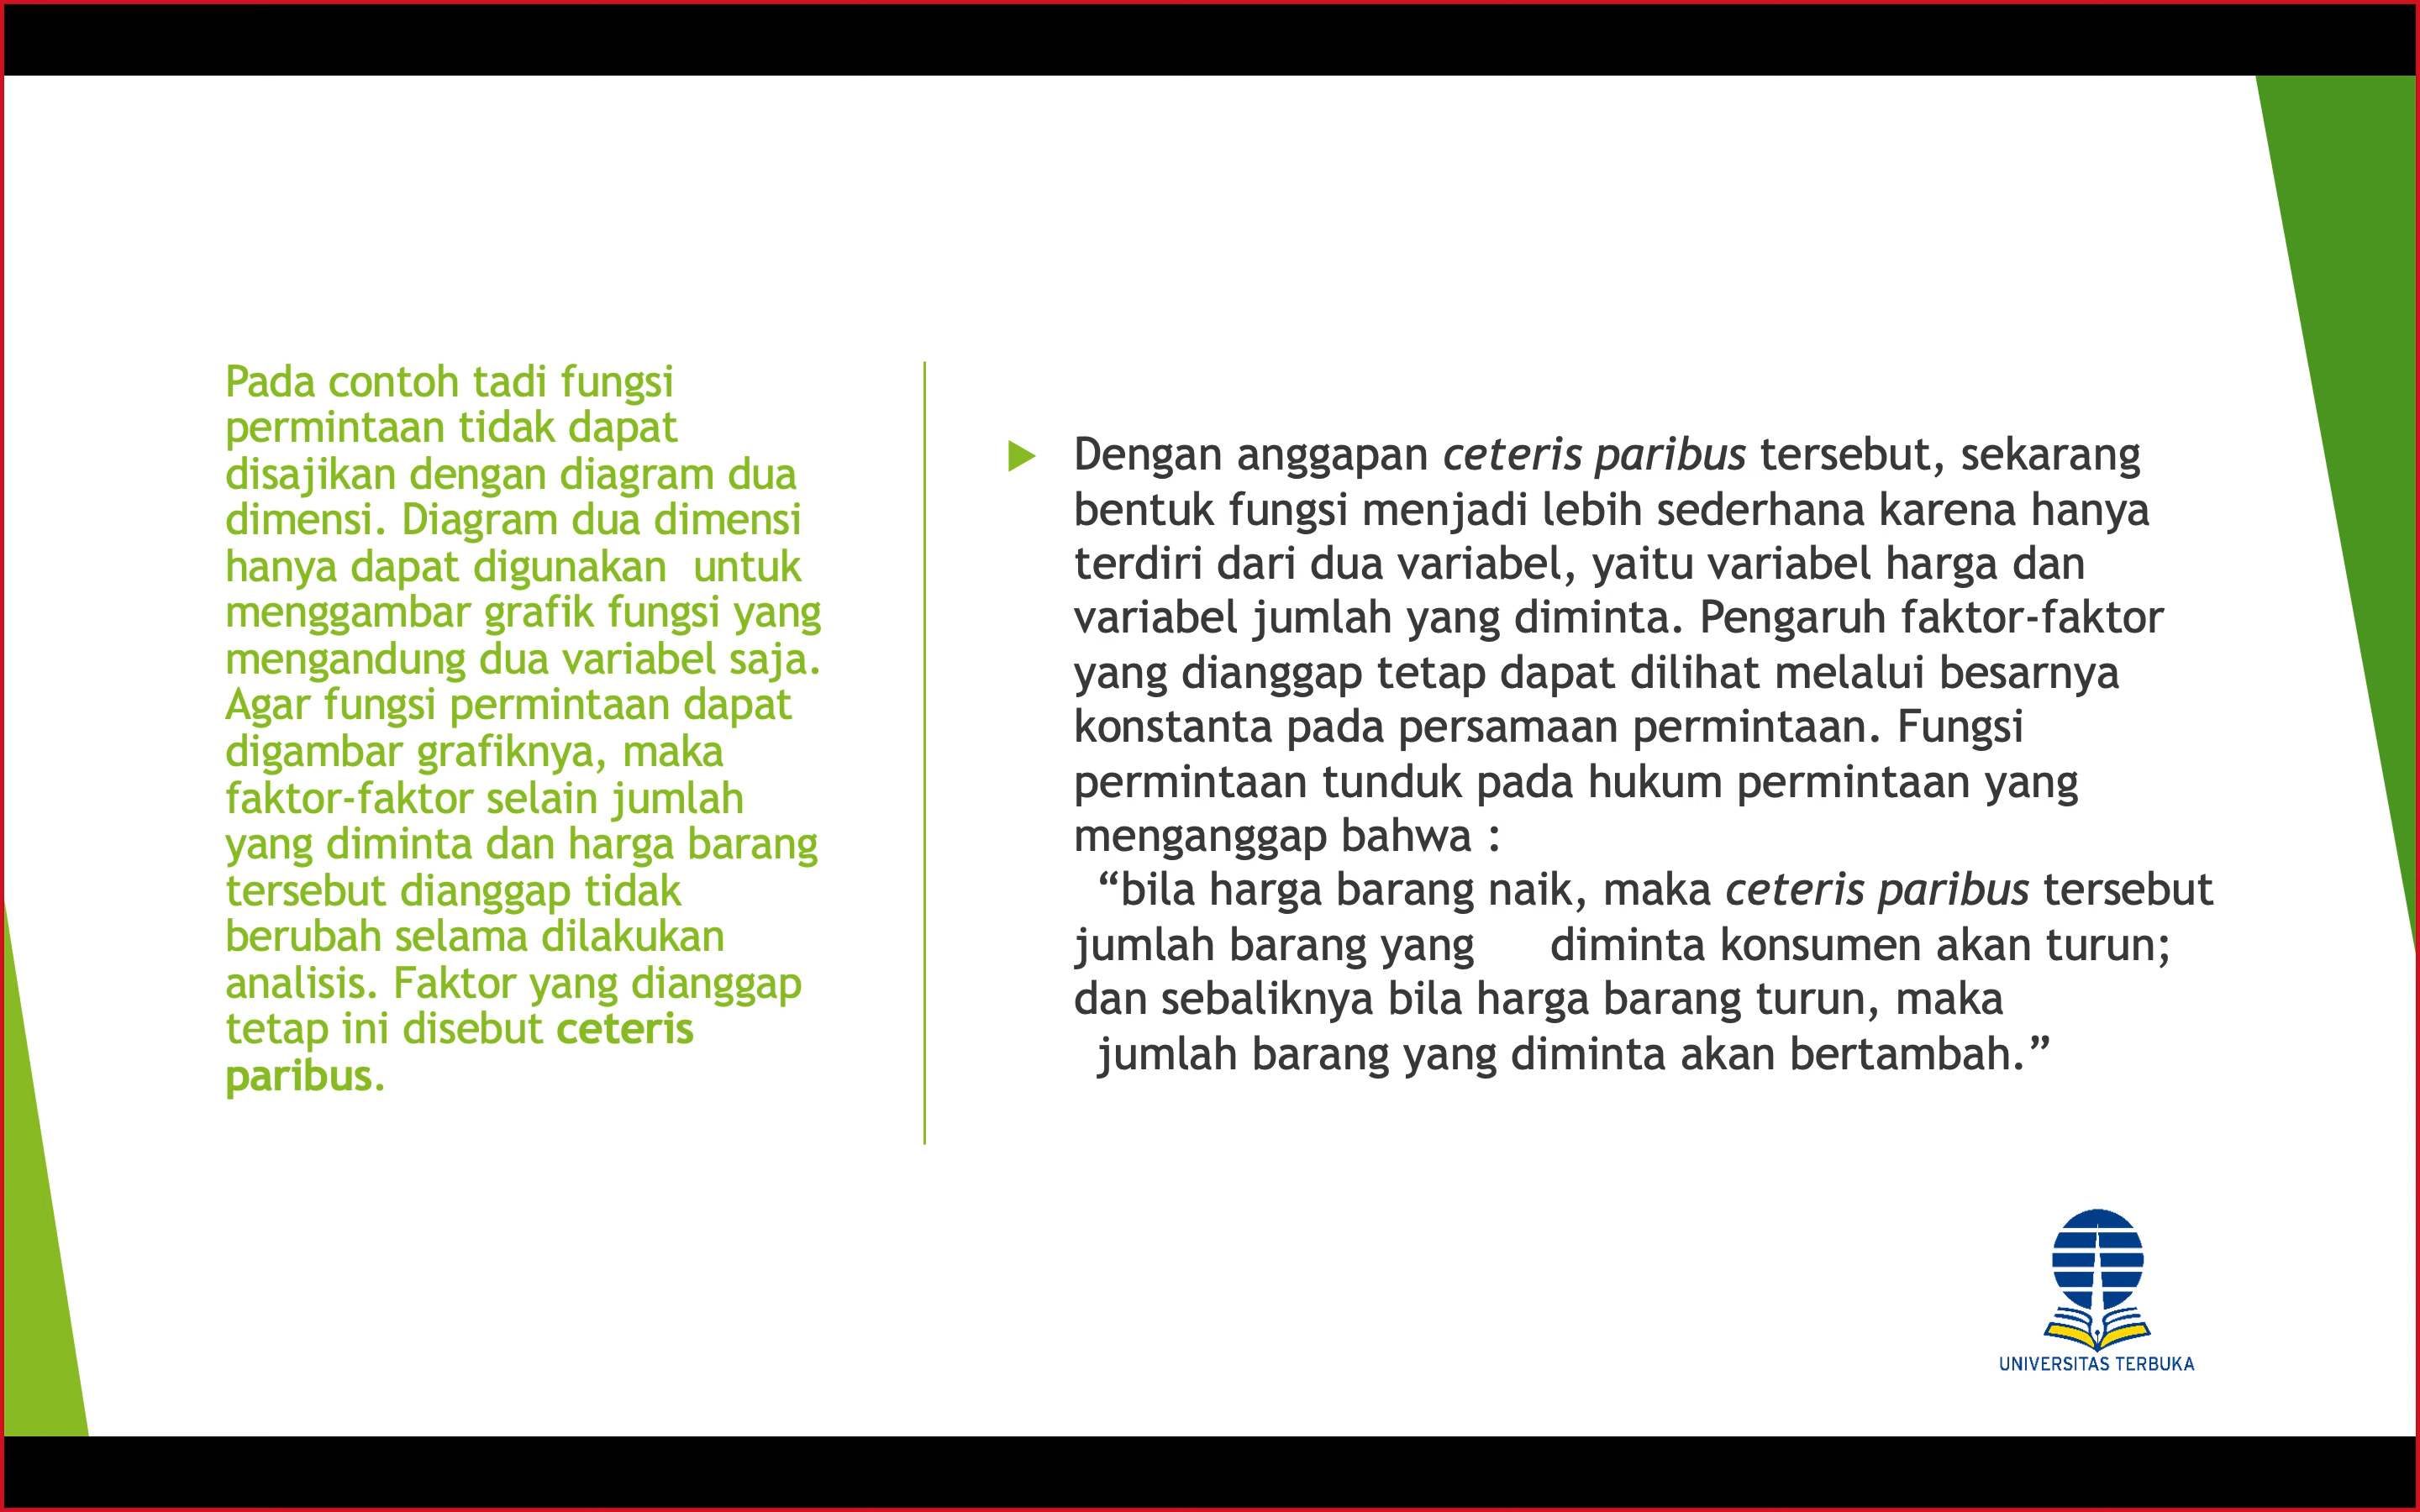 Pada contoh tadi fungsi
permintaan tidak dapat
disajikan dengan diagram dua
dimensi. Diagram dua dimensi
hanya dapat digunakan  untuk
menggambar grafik fungsi yang
mengandung dua variabel saja.
Agar fungsi permintaan dapat
digambar grafiknya, maka
faktor-faktor selain jumlah
yang diminta dan harga barang
tersebut dianggap tidak
berubah selama dilakukan
analisis. Faktor yang dianggap
tetap ini disebut ceteris
paribus.
Dengan anggapan ceteris paribus tersebut, sekarang
bentuk fungsi menjadi lebih sederhana karena hanya
terdiri dari dua variabel, yaitu variabel harga dan
variabel jumlah yang diminta. Pengaruh faktor-faktor
yang dianggap tetap dapat dilihat melalui besarnya
konstanta pada persamaan permintaan. Fungsi
permintaan tunduk pada hukum permintaan yang
menganggap bahwa :
“bila harga barang naik, maka ceteris paribus tersebut
jumlah barang yang diminta konsumen akan turun;
dan sebaliknya bila harga barang turun, maka
jumlah barang yang diminta akan bertambah.”
UNIVERSITAS TERBUKA